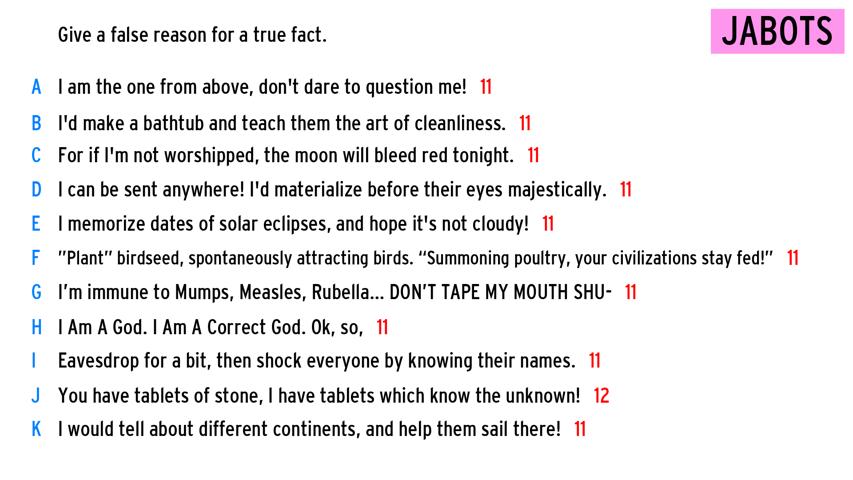 Give a false reason for a true fact.
JABOTS
A I am the one from above, don't dare to question me! 11
B I'd make a bathtub and teach them the art of cleanliness. 11
C For if I'm not worshipped, the moon will bleed red tonight. 11
D I can be sent anywhere! I'd materialize before their eyes majestically. 11
E I memorize dates of solar eclipses, and hope it's not cloudy! 11
F ”Plant” birdseed, spontaneously attracting birds. “Summoning poultry, your civilizations stay fed!” 11
G I’m immune to Mumps, Measles, Rubella... DON’T TAPE MY MOUTH SHU- 11
H I Am A God. I Am A Correct God. Ok, so, 11
I Eavesdrop for a bit, then shock everyone by knowing their names. 11
J You have tablets of stone, I have tablets which know the unknown! 12
K I would tell about different continents, and help them sail there! 11